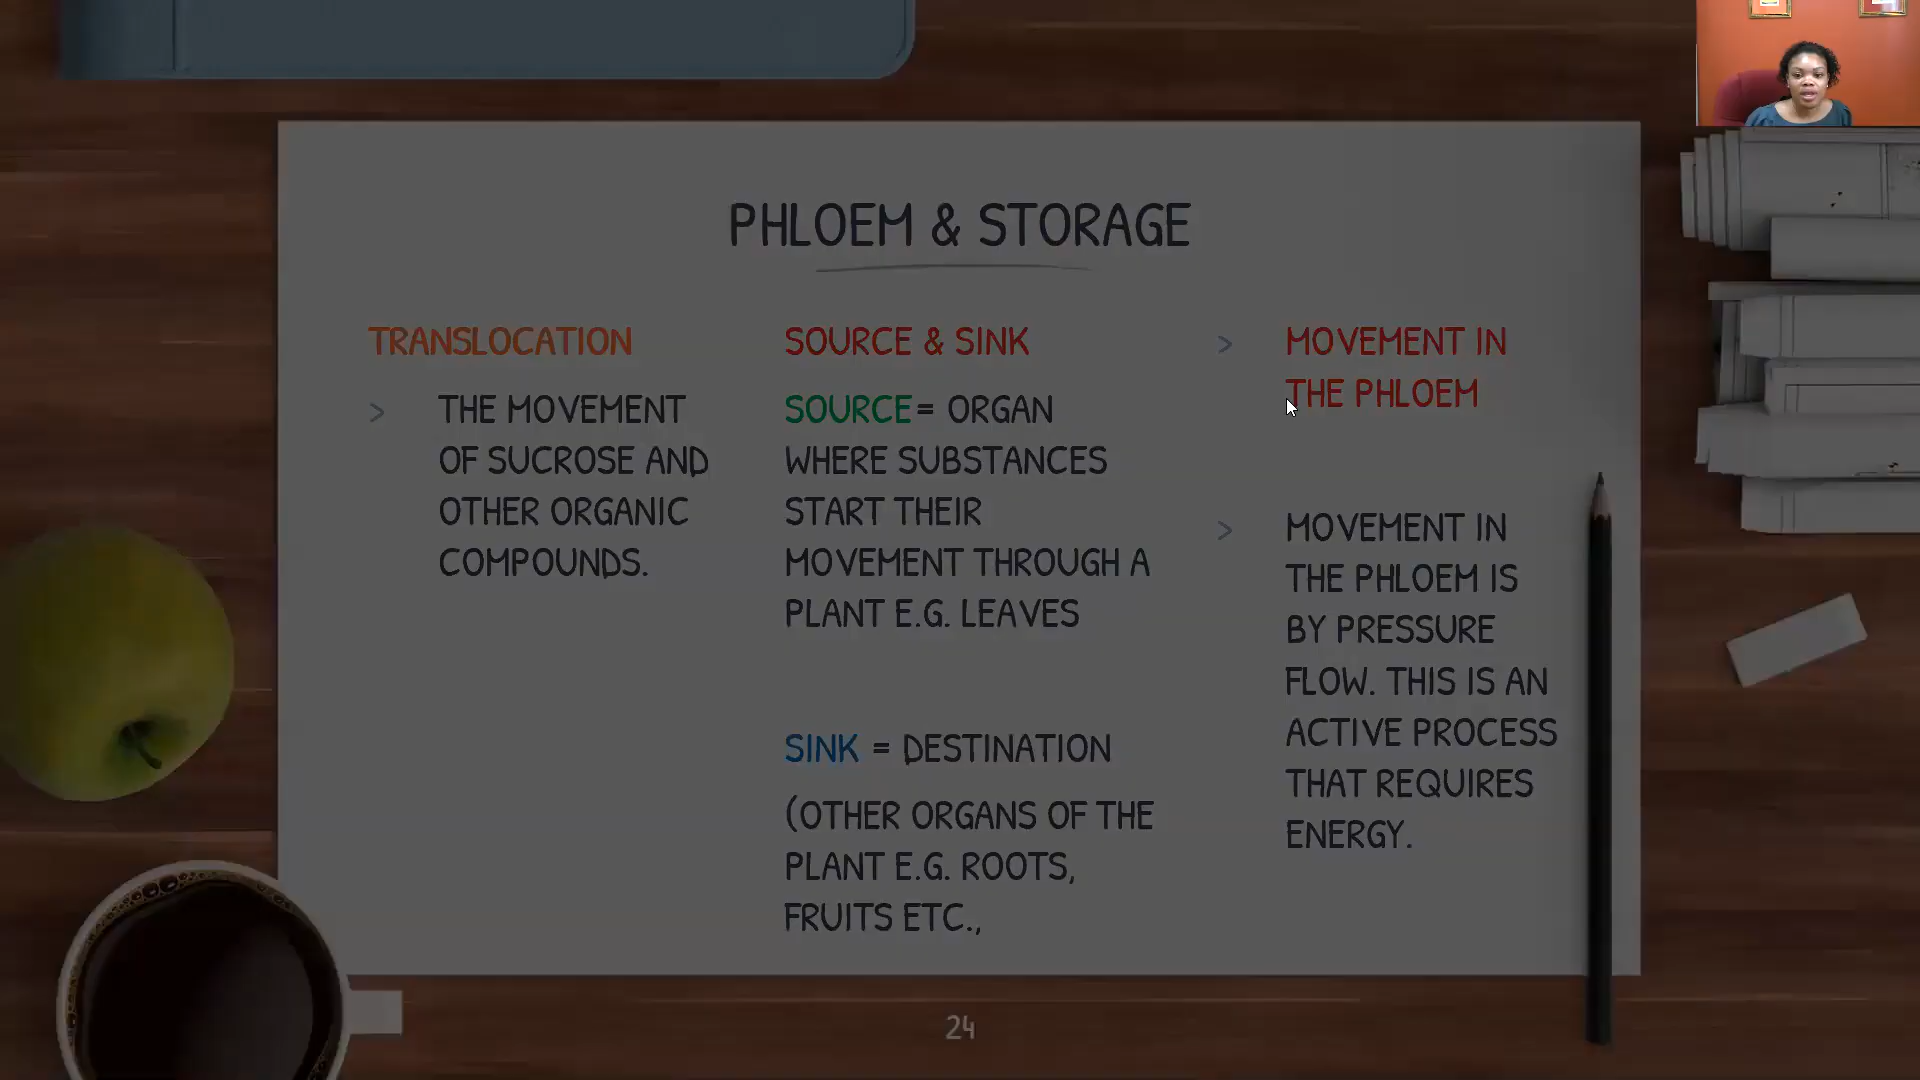 PHLOEM & STORAGE
TRANSLOCATION
> THE MOVEMENT
OF SUCROSE AND
OTHER ORGANIC
COMPOUNDS.
SOURCE & SINK
SOURCE= ORGAN
WHERE SUBSTANCES
START THEIR
MOVEMENT THROUGH A
PLANT E.G. LEAVES
SINK = DESTINATION
(OTHER ORGANS OF THE
PLANT E.G. ROOTS,
FRUITS ETC.,
> MOVEMENT IN
THE PHLOEM
> MOVEMENT IN
THE PHLOEM IS
BY PRESSURE
FLOW. THIS IS AN
ACTIVE PROCESS
THAT REQUIRES
ENERGY.
24